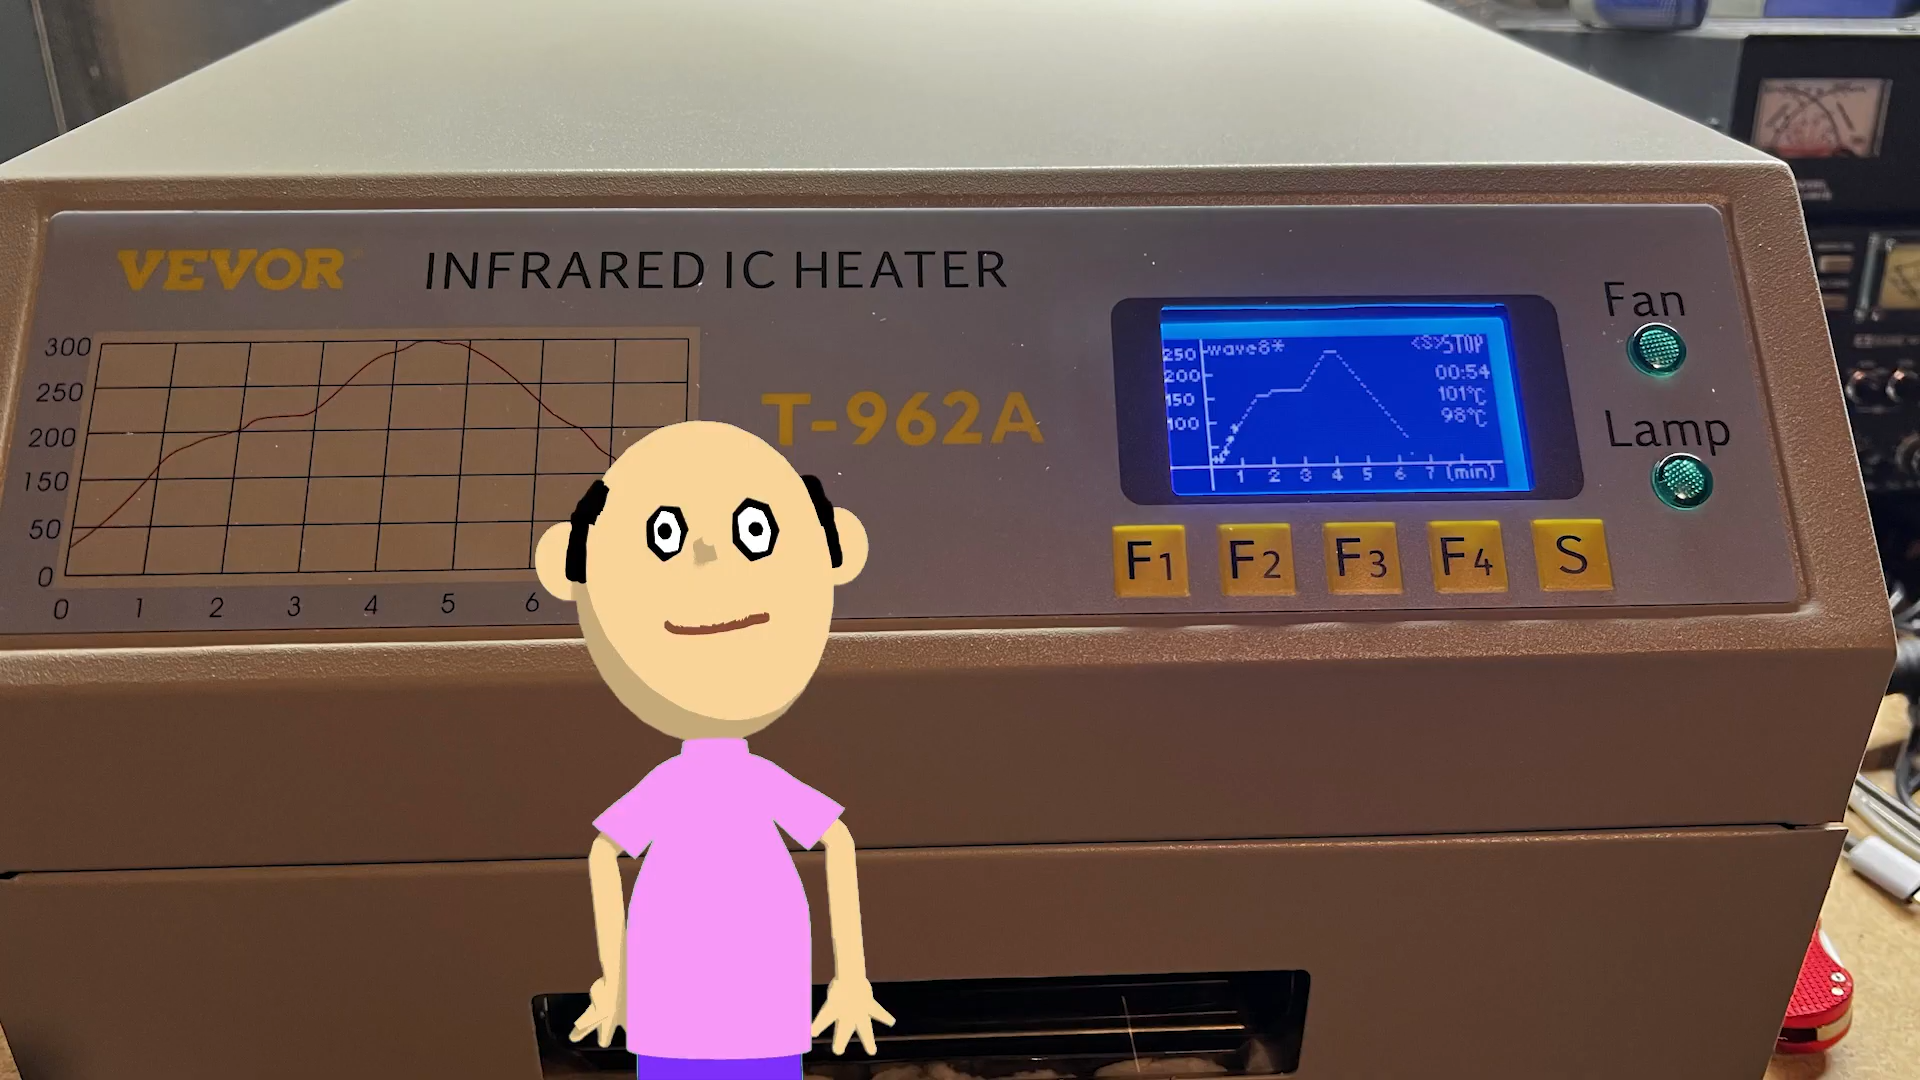 VEVOR®
INFRARED IC HEATER
300
250
200
150
50
0
0 1 2 3 4 5 6
T-962A
250
200
150
100
wave8*
<S>STOP
00:54
101℃
98℃
1 2 3 4 5 6 7 (min)
Fan
Lamp
F1 F2 F3 F4 S